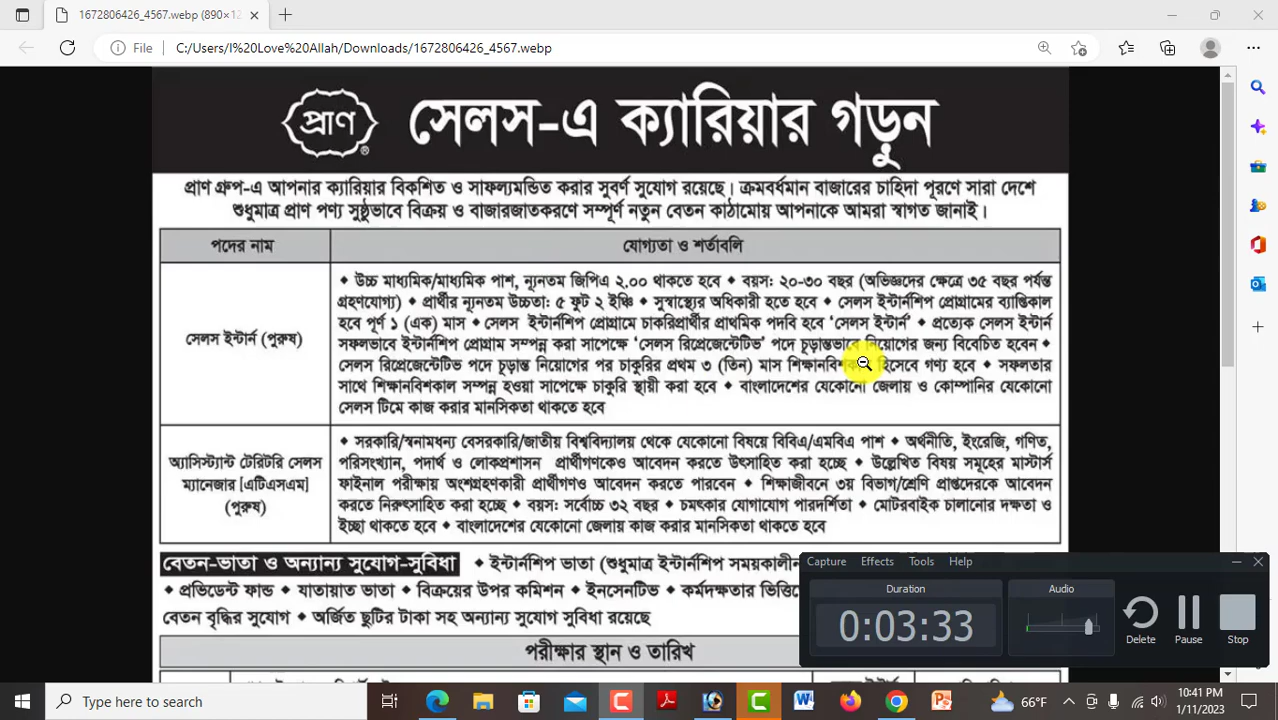 1672806426_4567.webp (890×12
File
C:/Users/I%20Love%20Allah/Downloads/1672806426_4567.webp
প্রাণ
সেলস-এ ক্যারিয়ার গড়ুন
প্রাণ গ্রুপ-এ আপনার ক্যারিয়ার বিকশিত ও সাফল্যমন্ডিত করার সুবর্ণ সুযোগ রয়েছে। ক্রমবর্ধমান বাজারের চাহিদা পূরণে সারা দেশে
শুধুমাত্র প্রাণ পণ্য সুষ্ঠুভাবে বিক্রয় ও বাজারজাতকরণে সম্পূর্ণ নতুন বেতন কাঠামোয় আপনাকে আমরা স্বাগত জানাই।
পদের নাম
যোগ্যতা ও শর্তাবলি
সেলস ইন্টার্ন (পুরুষ)
♦ উচ্চ মাধ্যমিক/মাধ্যমিক পাশ, ন্যূনতম জিপিএ ২.০০ থাকতে হবে ♦ বয়স: ২০-৩০ বছর (অভিজ্ঞদের ক্ষেত্রে ৩৫ বছর পর্যন্ত
গ্রহণযোগ্য) ♦ প্রার্থীর ন্যূনতম উচ্চতা: ৫ ফুট ২ ইঞ্চি ♦ সুস্বাস্থ্যের অধিকারী হতে হবে ♦ সেলস ইন্টার্নশিপ প্রোগ্রামের ব্যাপ্তিকাল
হবে পূর্ণ ১ (এক) মাস ♦ সেলস ইন্টার্নশিপ প্রোগ্রামে চাকরিপ্রার্থীর প্রাথমিক পদবি হবে ‘সেলস ইন্টার্ন’ ♦ প্রত্যেক সেলস ইন্টার্ন
সফলভাবে ইন্টার্নশিপ প্রোগ্রাম সম্পন্ন করা সাপেক্ষে ‘সেলস রিপ্রেজেন্টেটিভ’ পদে চূড়ান্তভাবে নিয়োগের জন্য বিবেচিত হবেন ♦
সেলস রিপ্রেজেন্টেটিভ পদে চূড়ান্ত নিয়োগের পর চাকুরির প্রথম ৩ (তিন) মাস হিসেবে গণ্য হবে ♦ সফলতার
সাথে শিক্ষানবিশকাল সম্পন্ন হওয়া সাপেক্ষে চাকুরি স্থায়ী করা হবে ♦ বাংলাদেশের যেকোনো জেলায় ও কোম্পানির যেকোনো
সেলস টিমে কাজ করার মানসিকতা থাকতে হবে
অ্যাসিস্ট্যান্ট টেরিটরি সেলস
ম্যানেজার [এটিএসএম]
(পুরুষ)
♦ সরকারি/স্বনামধন্য বেসরকারি/জাতীয় বিশ্ববিদ্যালয় থেকে যেকোনো বিষয়ে বিবিএ/এমবিএ পাশ ♦ অর্থনীতি, ইংরেজি, গণিত,
পরিসংখ্যান, পদার্থ ও লোকপ্রশাসন প্রার্থীগণকেও আবেদন করতে উৎসাহিত করা হচ্ছে ♦ উল্লেখিত বিষয় সমূহের মাস্টার্স
ফাইনাল পরীক্ষায় অংশগ্রহণকারী প্রার্থীগণও আবেদন করতে পারবেন ♦ শিক্ষাজীবনে ৩য় বিভাগ/শ্রেণি প্রাপ্তদেরকে আবেদন
করতে নিরুৎসাহিত করা হচ্ছে ♦ বয়স: সর্বোচ্চ ৩২ বছর ♦ চমৎকার যোগাযোগ পারদর্শিতা ♦ মোটরবাইক চালানোর দক্ষতা ও
ইচ্ছা থাকতে হবে ♦ বাংলাদেশের যেকোনো জেলায় কাজ করার মানসিকতা থাকতে হবে
বেতন-ভাতা ও অন্যান্য সুযোগ-সুবিধা ♦ ইন্টার্নশিপ ভাতা (শুধুমাত্র ইন্টার্নশিপ সময়কালীন
♦ প্রভিডেন্ট ফান্ড ♦ যাতায়াত ভাতা ♦ বিক্রয়ের উপর কমিশন ♦ ইনসেনটিভ ♦ কর্মদক্ষতার
বেতন বৃদ্ধির সুযোগ ♦ অর্জিত ছুটির টাকা সহ অন্যান্য সুযোগ সুবিধা রয়েছে
পরীক্ষার স্থান ও তারিখ
Capture Effects Tools Help
Duration
0:03:33
Audio
Delete
Pause
Stop
Type here to search
66°F
10:41 PM
1/11/2023